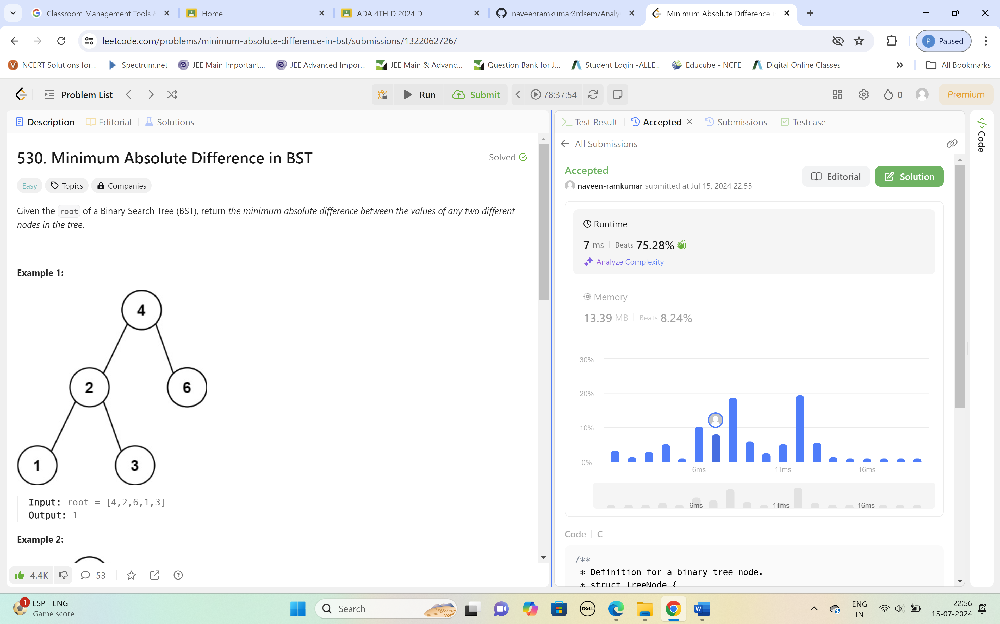 Classroom Management Tools &
Home
ADA 4TH D 2024 D
naveenramkumar3rdsem/Analy
Minimum Absolute Difference i
leetcode.com/problems/minimum-absolute-difference-in-bst/submissions/1322062726/
P Paused
NCERT Solutions for...
Spectrum.net
JEE Main Important...
JEE Advanced Impor...
JEE Main & Advanc...
Question Bank for J...
Student Login -ALLE...
Educube - NCFE
Digital Online Classes
All Bookmarks
Problem List
Run
Submit
78:37:54
0
Premium
Description
Editorial
Solutions
530. Minimum Absolute Difference in BST
Solved
Easy
Topics
Companies
Given the root of a Binary Search Tree (BST), return the minimum absolute difference between the values of any two different
nodes in the tree.
Example 1:
4
2
6
1
3
Input: root = [4,2,6,1,3]
Output: 1
Example 2:
4.4K
53
Test Result
Accepted
Submissions
Testcase
Code
All Submissions
Accepted
naveen-ramkumar submitted at Jul 15, 2024 22:55
Editorial
Solution
Runtime
7 ms Beats 75.28%
Analyze Complexity
Memory
13.39 MB Beats 8.24%
30%
20%
10%
0%
6ms 11ms 16ms
6ms 11ms 16ms
Code C
/**
* Definition for a binary tree node.
* struct TreeNode {
1
ESP - ENG
Game score
Search
DELL
W
ENG
IN
22:56
15-07-2024